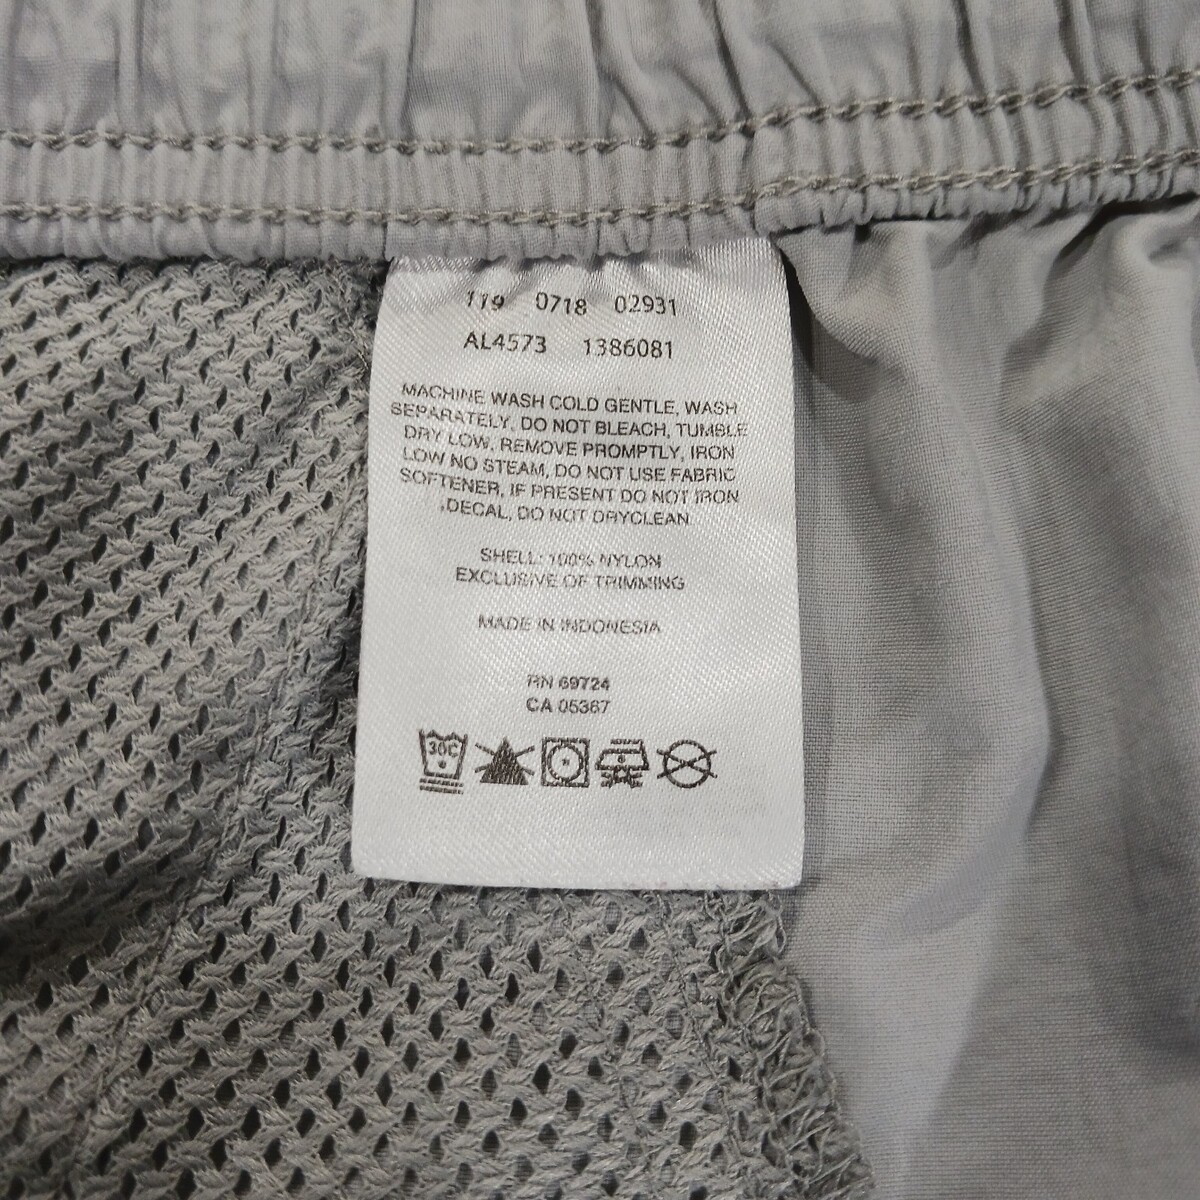 119 0718 02931
AL4573 1386081
MACHINE WASH COLD GENTLE, WASH
SEPARATELY, DO NOT BLEACH, TUMBLE
DRY LOW, REMOVE PROMPTLY, IRON
LOW NO STEAM, DO NOT USE FABRIC
SOFTENER, IF PRESENT DO NOT IRON
DECAL, DO NOT DRYCLEAN
SHELL: 100% NYLON
EXCLUSIVE OF TRIMMING
MADE IN INDONESIA
RN 69724
CA 05367
30C